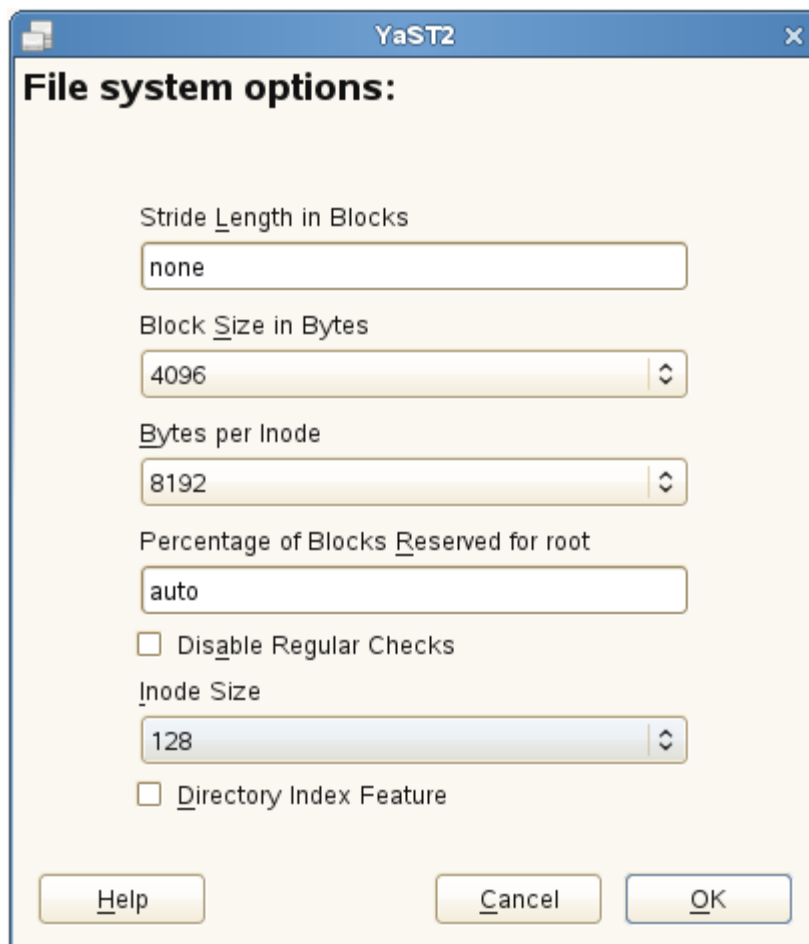 YaST2
File system options:
Stride Length in Blocks
none
Block Size in Bytes
4096
Bytes per Inode
8192
Percentage of Blocks Reserved for root
auto
Disable Regular Checks
Inode Size
128
Directory Index Feature
Help
Cancel
OK